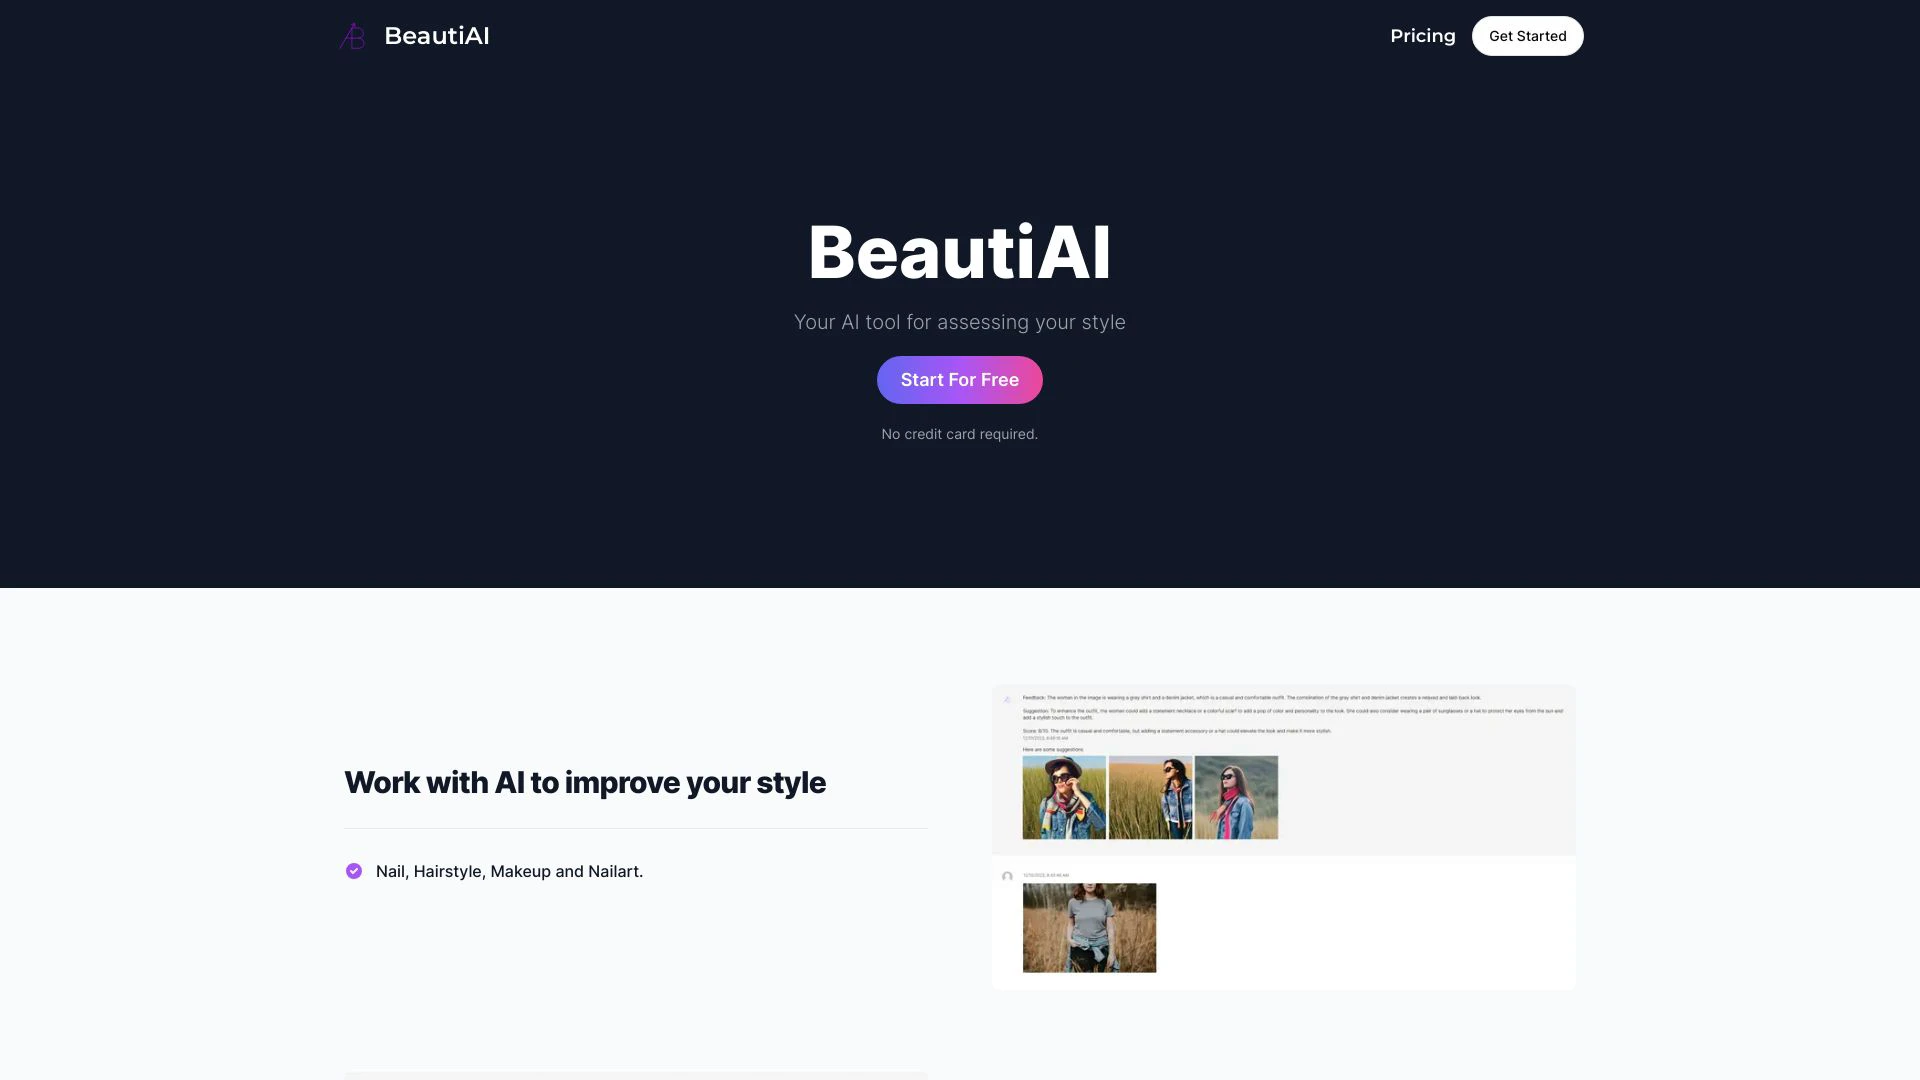 BeautiAI
Pricing
Get Started
BeautiAI
Your AI tool for assessing your style
Start For Free
No credit card required.
Work with AI to improve your style
Nail, Hairstyle, Makeup and Nailart.
Feedback: The woman in the image is wearing a gray shirt and a denim jacket, which is a casual and comfortable outfit. The combination of the gray shirt and denim jacket creates a relaxed and laid-back look.
Suggestion: To enhance the outfit, the woman could add a statement necklace or a colorful scarf to add a pop of color and personality to the look. She could also consider wearing a pair of sunglasses or a hat to protect her eyes from the sun and
add a stylish touch to the outfit.
Score: 8/10. The outfit is casual and comfortable, but adding a statement accessory or a hat could elevate the look and make it more stylish.
Here are some suggestions